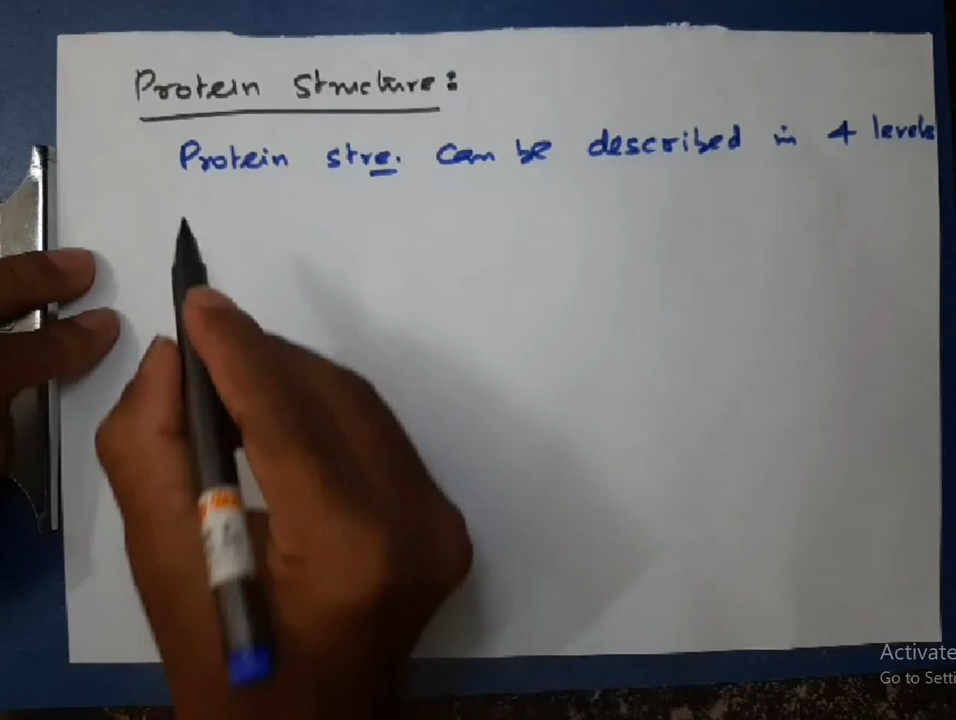 Protein Structure:
Protein stre. can be described in 4 levels
Activate
Go to Setti